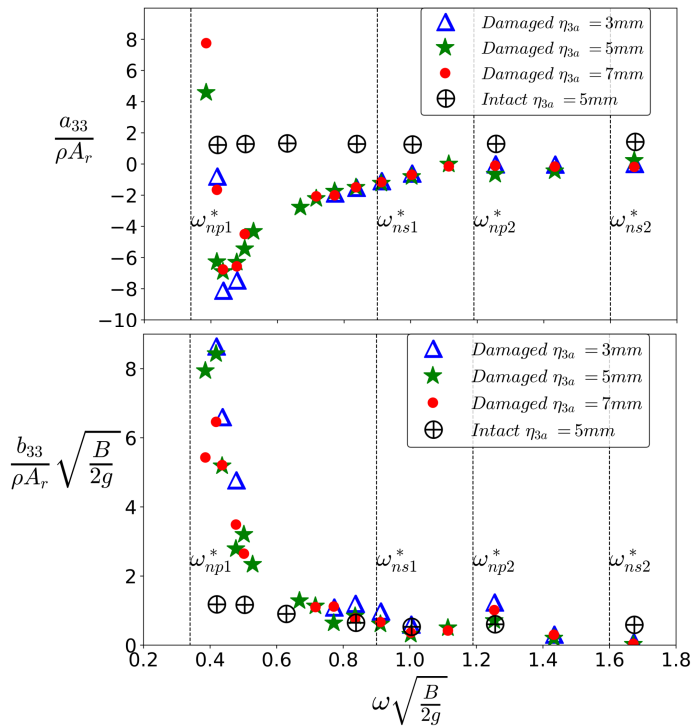 8
6
4
2
0
−2
−4
−6
−8
−10
a₃₃
ρAᵣ
Damaged η₃ₐ = 3mm
Damaged η₃ₐ = 5mm
Damaged η₃ₐ = 7mm
Intact η₃ₐ = 5mm
ω*ₙₚ₁ ω*ₙₛ₁ ω*ₙₚ₂ ω*ₙₛ₂
8
6
4
2
0
b₃₃ / ρAᵣ √(B/2g)
Damaged η₃ₐ = 3mm
Damaged η₃ₐ = 5mm
Damaged η₃ₐ = 7mm
Intact η₃ₐ = 5mm
ω*ₙₚ₁ ω*ₙₛ₁ ω*ₙₚ₂ ω*ₙₛ₂
0.2 0.4 0.6 0.8 1.0 1.2 1.4 1.6 1.8
ω√(B/2g)